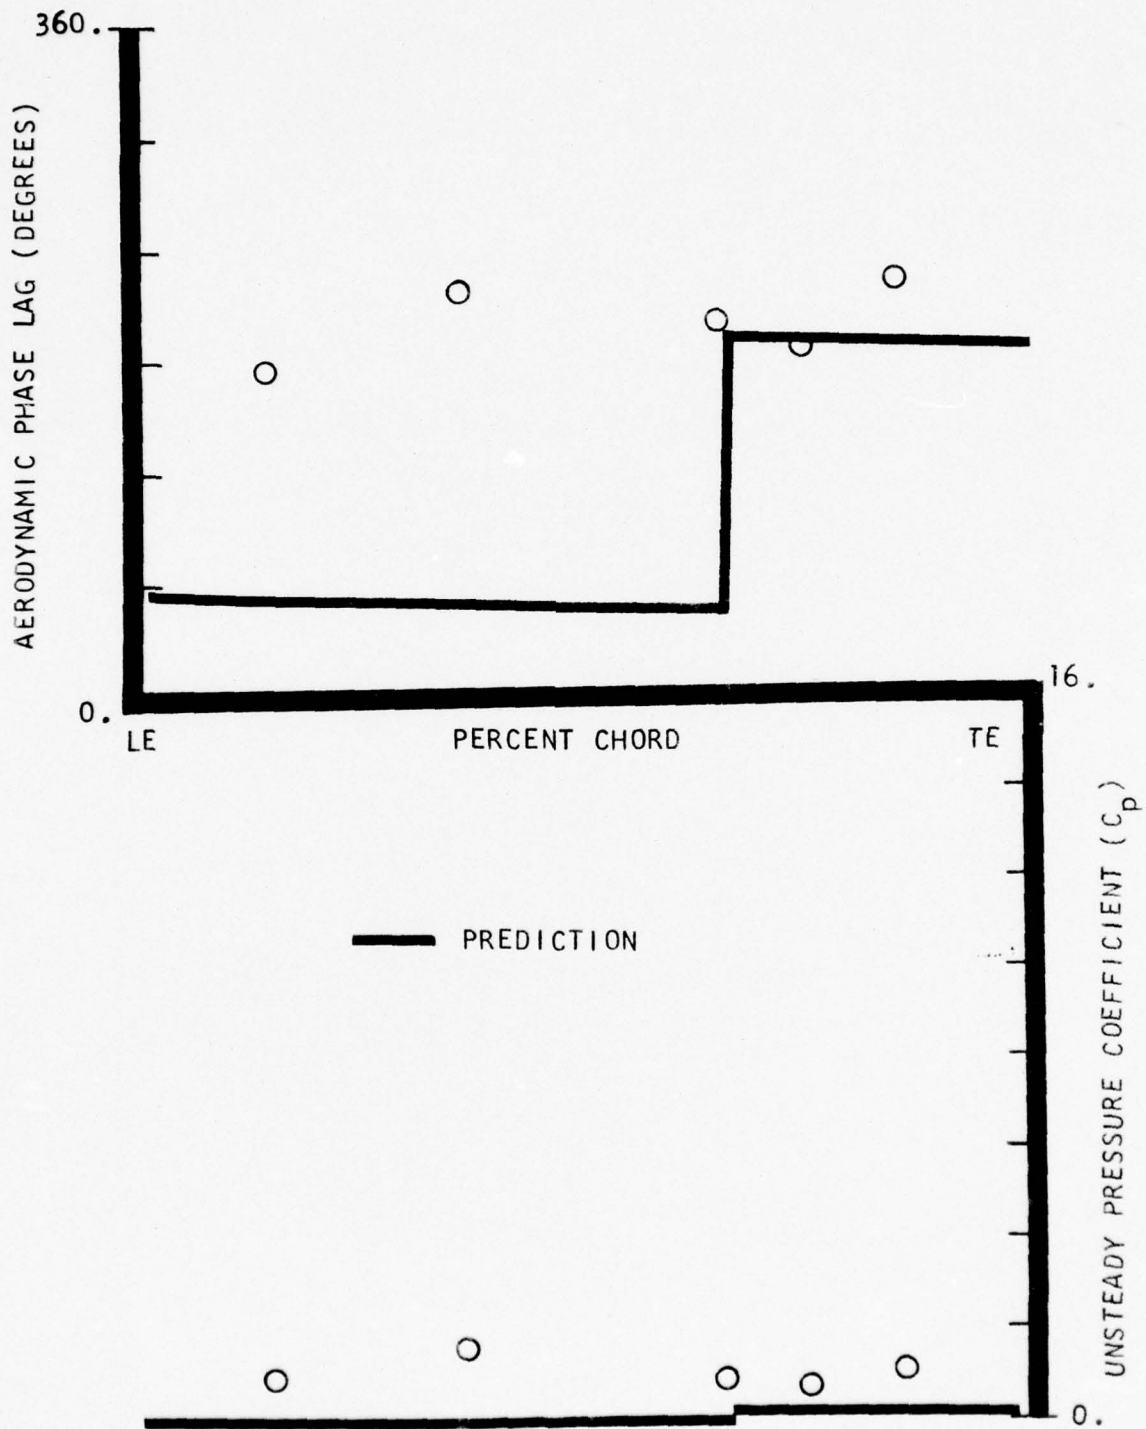 360.
AERODYNAMIC PHASE LAG (DEGREES)
0.
LE
PERCENT CHORD
TE
16.
PREDICTION
UNSTEADY PRESSURE COEFFICIENT (Cp)
0.